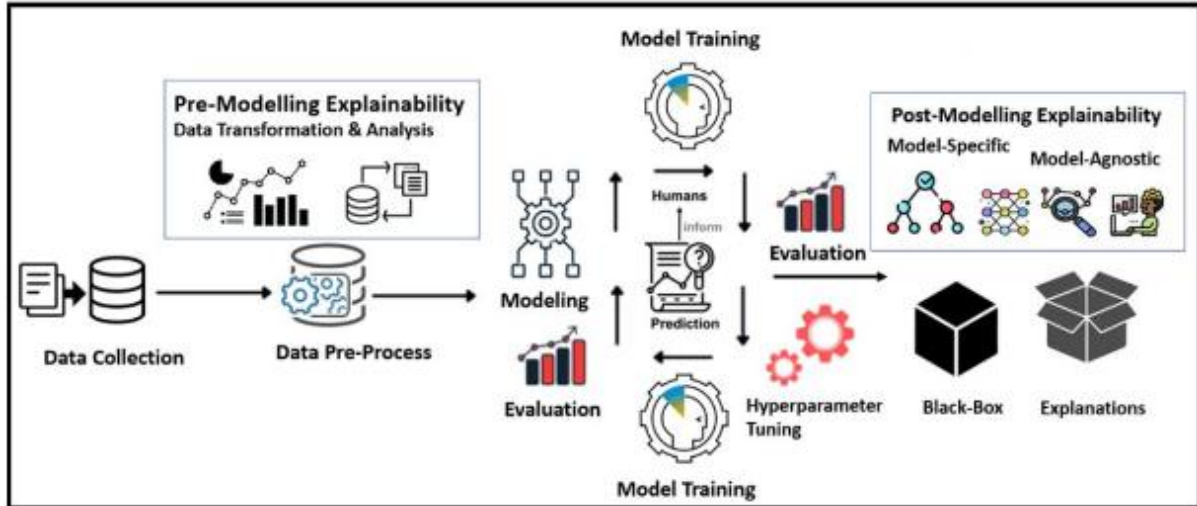 Model Training
Pre-Modelling Explainability
Data Transformation & Analysis
Post-Modelling Explainability
Model-Specific
Model-Agnostic
Humans
inform
Evaluation
Modeling
Prediction
Data Collection
Data Pre-Process
Evaluation
Hyperparameter
Tuning
Black-Box
Explanations
Model Training